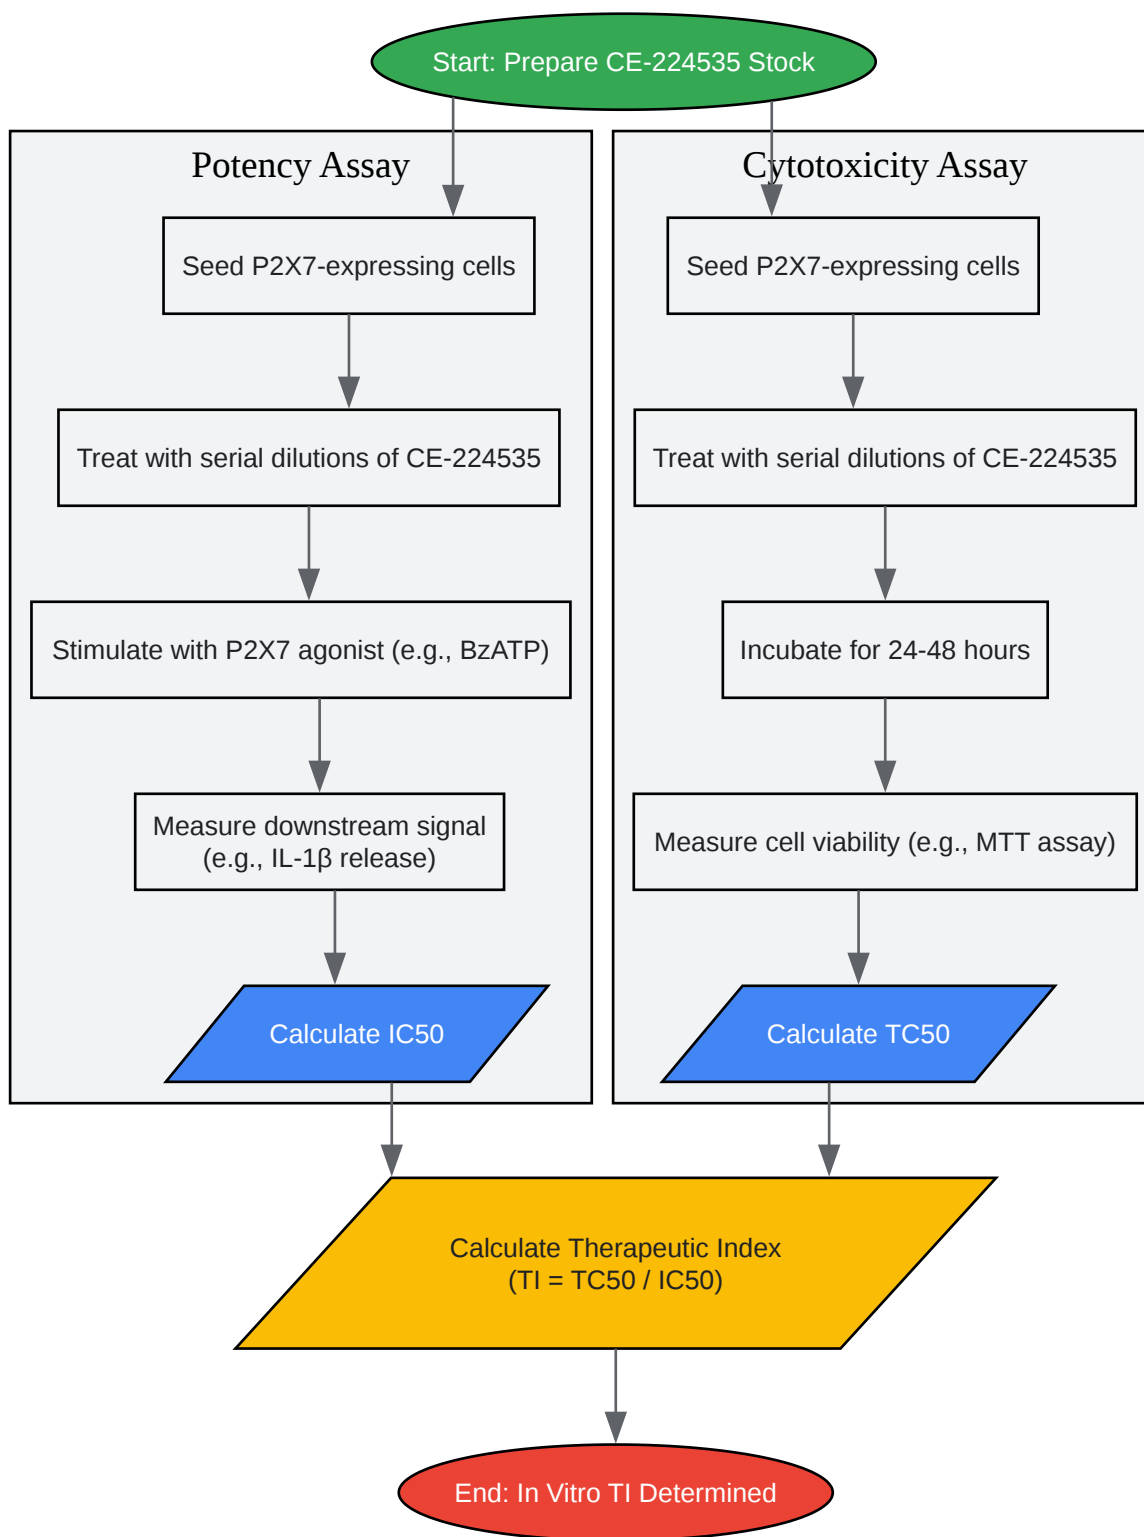 Start: Prepare CE-224535 Stock
Potency Assay
Seed P2X7-expressing cells
Treat with serial dilutions of CE-224535
Stimulate with P2X7 agonist (e.g., BzATP)
Measure downstream signal
(e.g., IL-1β release)
Calculate IC50
Cytotoxicity Assay
Seed P2X7-expressing cells
Treat with serial dilutions of CE-224535
Incubate for 24-48 hours
Measure cell viability (e.g., MTT assay)
Calculate TC50
Calculate Therapeutic Index
(TI = TC50 / IC50)
End: In Vitro TI Determined